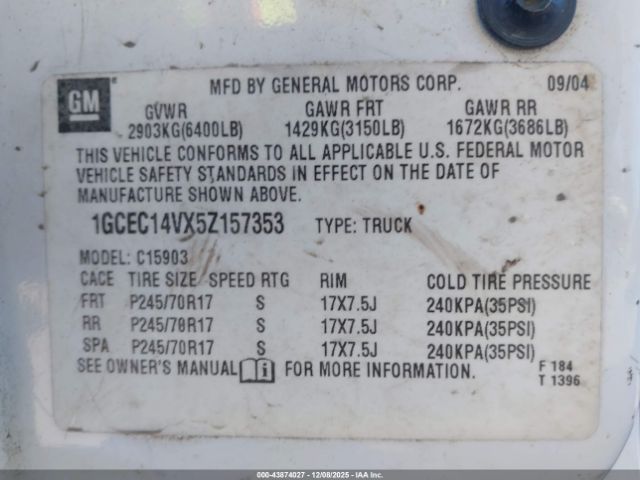 MFD BY GENERAL MOTORS CORP. 09/04
GM
GVWR GAWR FRT GAWR RR
2903KG(6400LB) 1429KG(3150LB) 1672KG(3686LB)
THIS VEHICLE CONFORMS TO ALL APPLICABLE U.S. FEDERAL MOTOR
VEHICLE SAFETY STANDARDS IN EFFECT ON THE DATE OF
MANUFACTURE SHOWN ABOVE.
1GCEC14VX5Z157353 TYPE: TRUCK
MODEL: C15903
CACE TIRE SIZE SPEED RTG RIM COLD TIRE PRESSURE
FRT P245/70R17 S 17X7.5J 240KPA(35PSI)
RR P245/70R17 S 17X7.5J 240KPA(35PSI)
SPA P245/70R17 S 17X7.5J 240KPA(35PSI)
SEE OWNER'S MANUAL FOR MORE INFORMATION.
F 184
T 1396
000-43874027 - 12/08/2025 - IAAI.COM